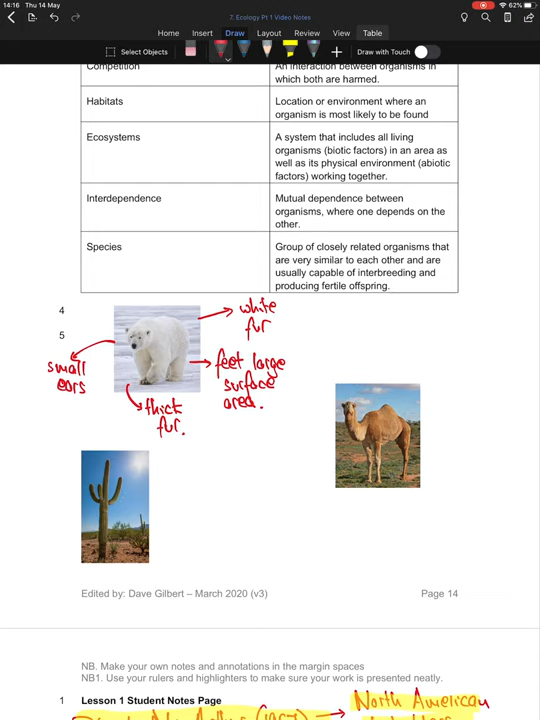 14:16 Thu 14 May
62%
7. Ecology Pt 1 Video Notes
Home Insert Draw Layout Review View Table
Select Objects
Draw with Touch
Competition
An interaction between organisms in
which both are harmed.
Habitats
Location or environment where an
organism is most likely to be found
Ecosystems
A system that includes all living
organisms (biotic factors) in an area as
well as its physical environment (abiotic
factors) working together.
Interdependence
Mutual dependence between
organisms, where one depends on the
other.
Species
Group of closely related organisms that
are very similar to each other and are
usually capable of interbreeding and
producing fertile offspring.
4
5
white
fur
small
ears
feet large
surface
area.
thick
fur.
Edited by: Dave Gilbert – March 2020 (v3)
Page 14
NB. Make your own notes and annotations in the margin spaces
NB1. Use your rulers and highlighters to make sure your work is presented neatly.
1 Lesson 1 Student Notes Page
North American